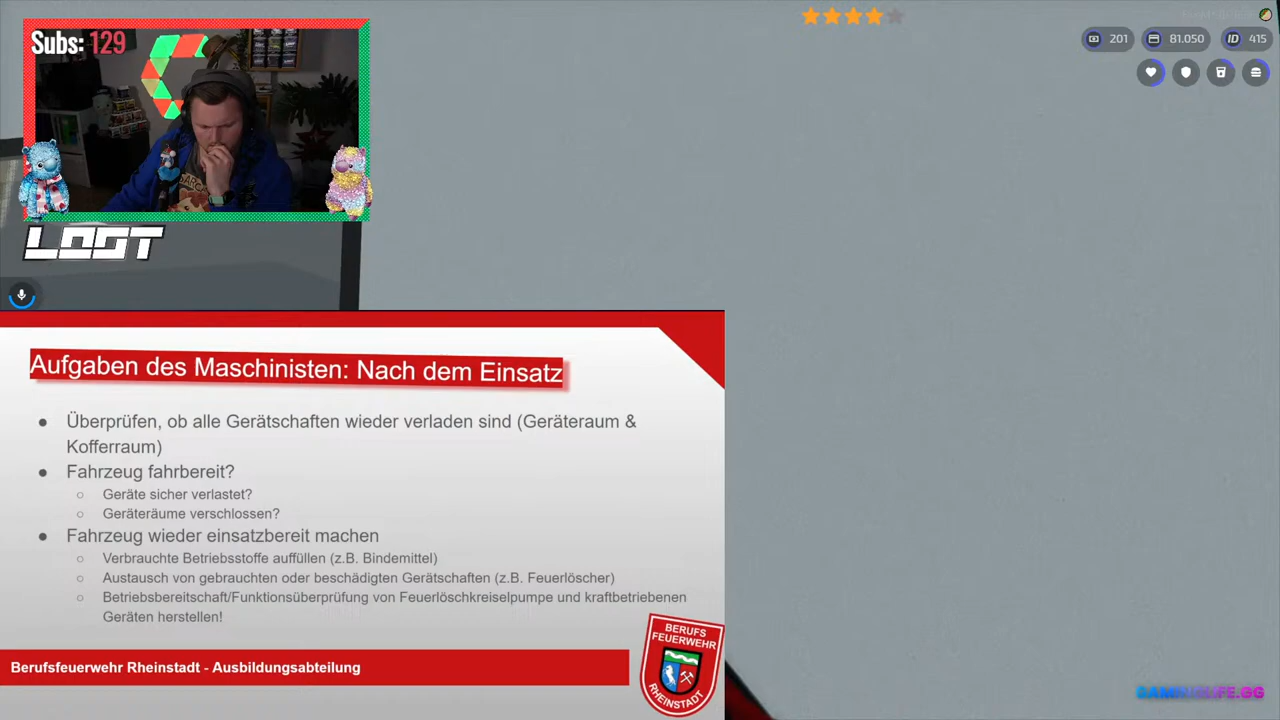 Subs: 129
201
81.050
ID
415
LOOT
Aufgaben des Maschinisten: Nach dem Einsatz
● Überprüfen, ob alle Gerätschaften wieder verladen sind (Geräteraum &
Kofferraum)
● Fahrzeug fahrbereit?
○ Geräte sicher verlastet?
○ Geräteräume verschlossen?
● Fahrzeug wieder einsatzbereit machen
○ Verbrauchte Betriebsstoffe auffüllen (z.B. Bindemittel)
○ Austausch von gebrauchten oder beschädigten Gerätschaften (z.B. Feuerlöscher)
○ Betriebsbereitschaft/Funktionsüberprüfung von Feuerlöschkreiselpumpe und kraftbetriebenen
Geräten herstellen!
BERUFS
FEUERWEHR
RHEINSTADT
Berufsfeuerwehr Rheinstadt - Ausbildungsabteilung